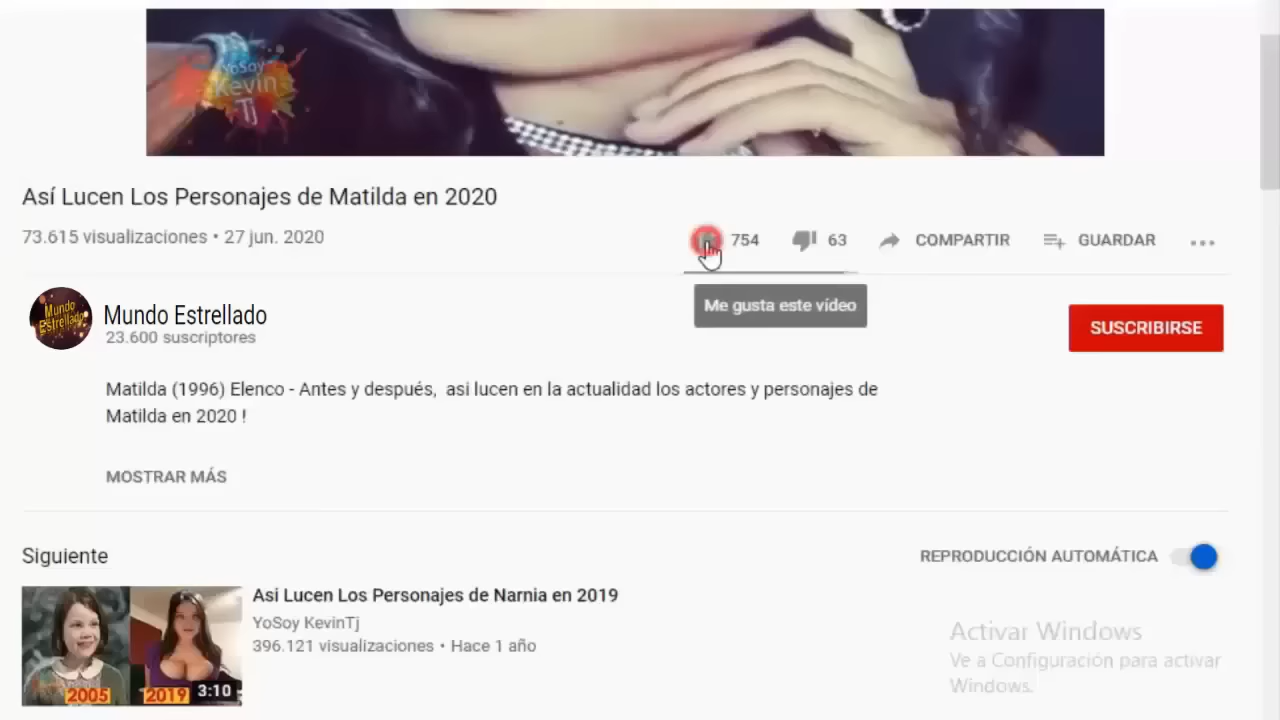 YoSoy
Kevin
Tj
Así Lucen Los Personajes de Matilda en 2020
73.615 visualizaciones • 27 jun. 2020
754
63
COMPARTIR
GUARDAR
Me gusta este vídeo
Mundo
Estrellado
Mundo Estrellado
23.600 suscriptores
SUSCRIBIRSE
Matilda (1996) Elenco - Antes y después, asi lucen en la actualidad los actores y personajes de
Matilda en 2020 !
MOSTRAR MÁS
Siguiente
REPRODUCCIÓN AUTOMÁTICA
2005
2019
3:10
Asi Lucen Los Personajes de Narnia en 2019
YoSoy KevinTj
396.121 visualizaciones • Hace 1 año
Activar Windows
Ve a Configuración para activar
Windows.